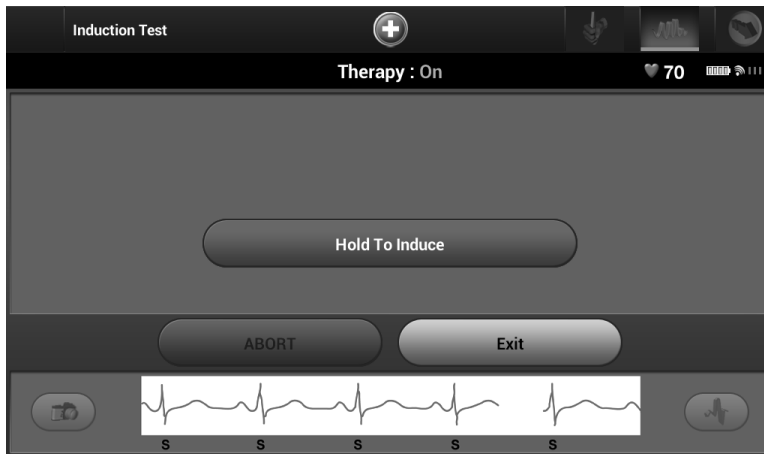 Induction Test
Therapy : On
70
Hold To Induce
ABORT
Exit
S S S S S